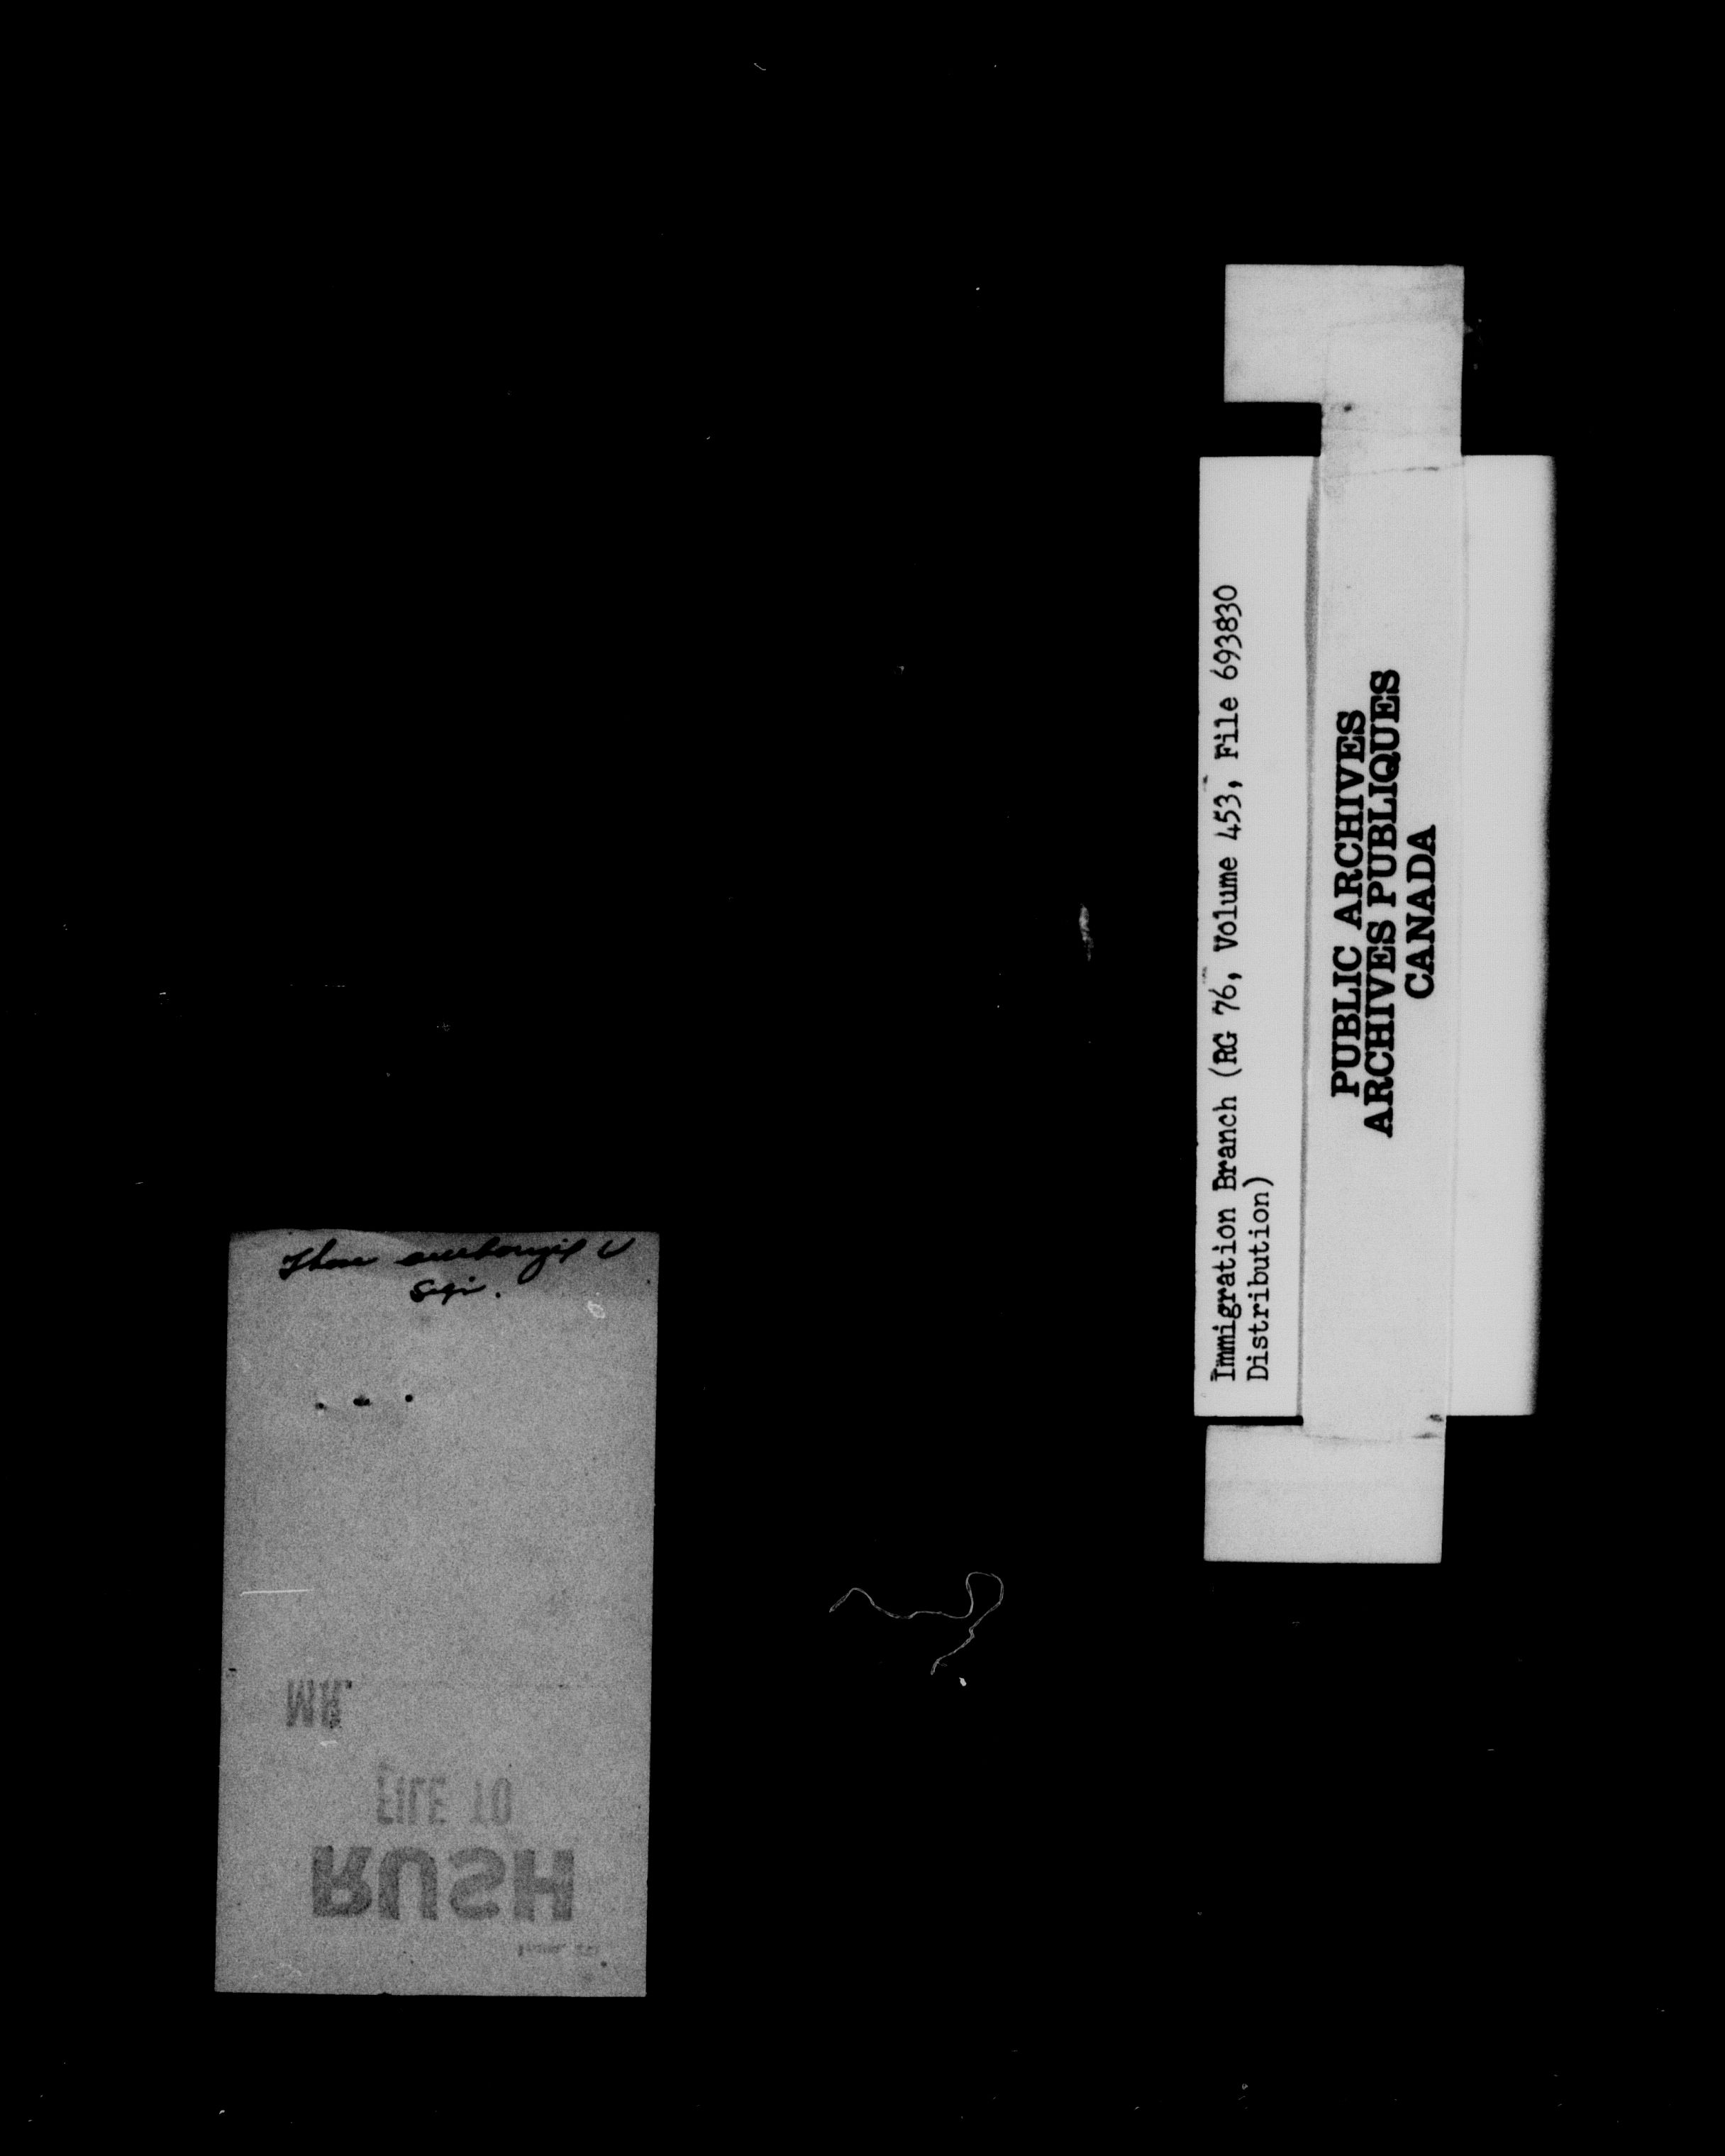 Immigration Branch (RG 76, Volume 453, File 693830
Distribution)
PUBLIC ARCHIVES
ARCHIVES PUBLIQUES
CANADA
MR.
FILE TO
RUSH